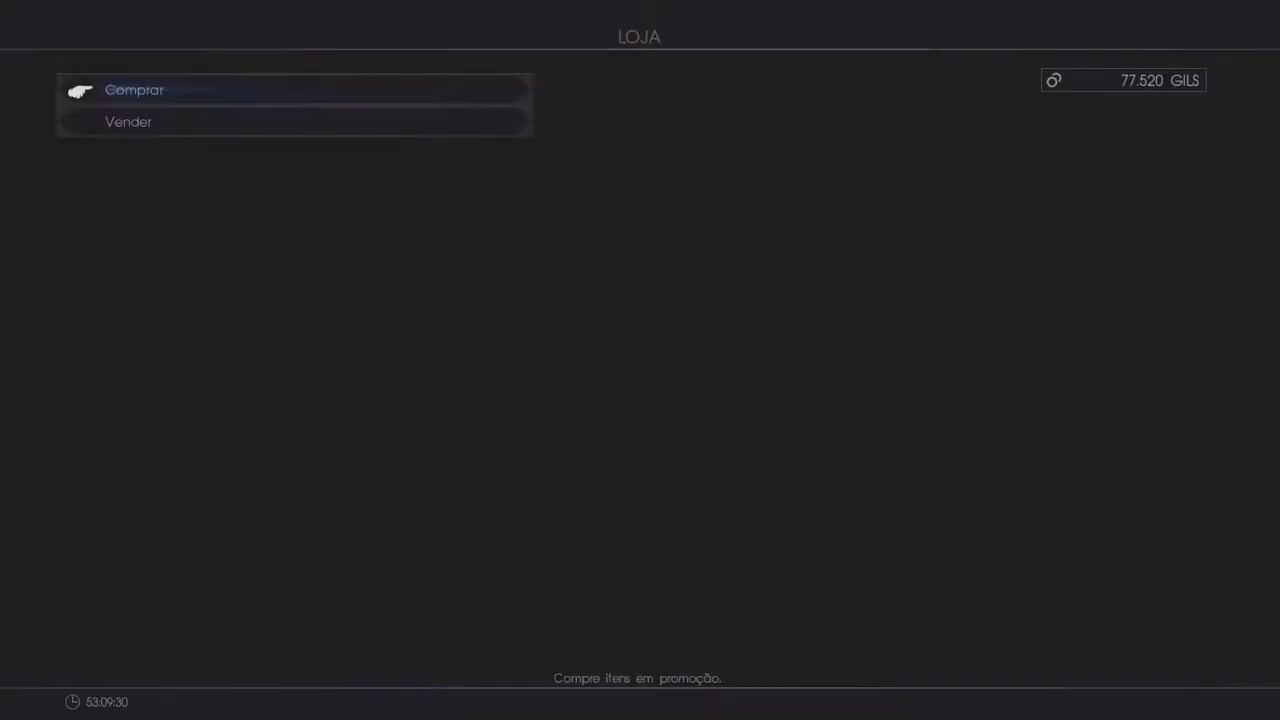 LOJA
Comprar
77.520 GILS
Vender
Compre itens em promoção.
53:09:30